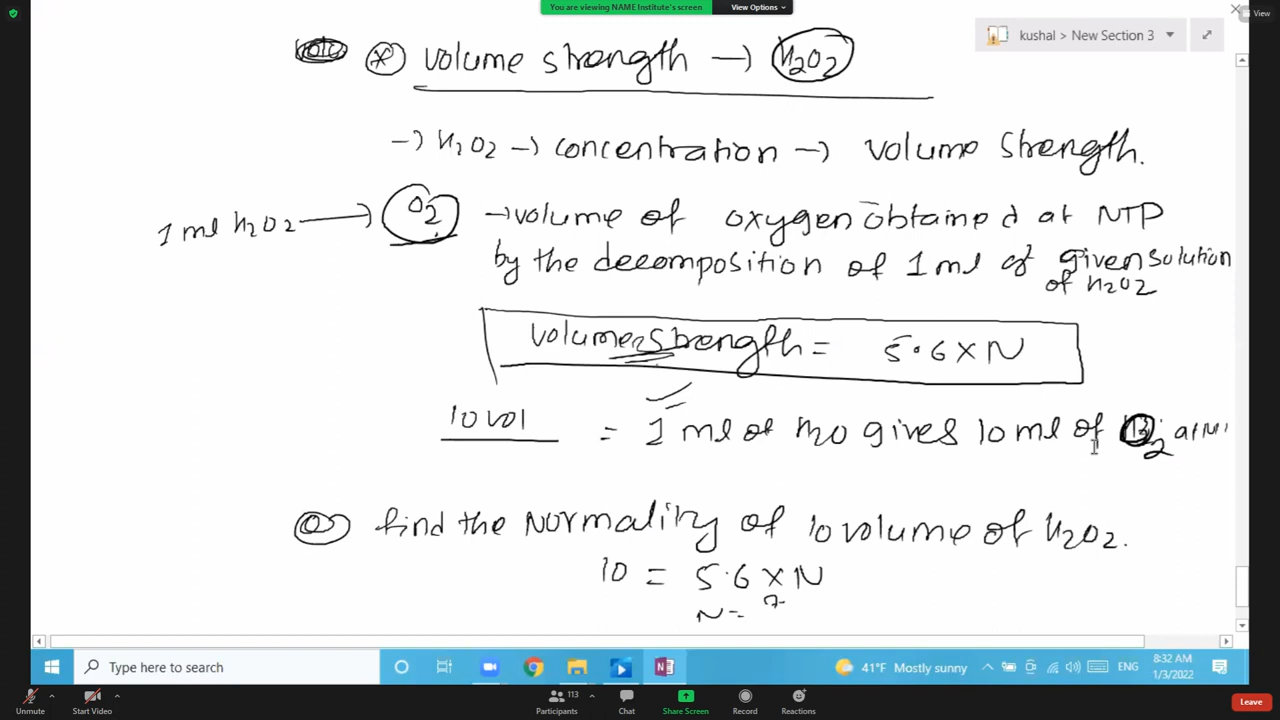 You are viewing NAME Institute's screen
View Options
View
kushal > New Section 3
volume strength → H2O2
→ H2O2 → concentration → volume strength.
1 ml H2O2 → O2 → volume of oxygen obtained at NTP
by the decomposition of 1 ml of given solution
of H2O2
volume strength = 5.6 × N
10 vol = 1 ml of H2O gives 10 ml of O2 at N
find the Normality of 10 volume of H2O2.
10 = 5.6 × N
N = ?
Type here to search
41°F Mostly sunny
ENG
8:32 AM
1/3/2022
Unmute
Start Video
113
Participants
Chat
Share Screen
Record
Reactions
Leave